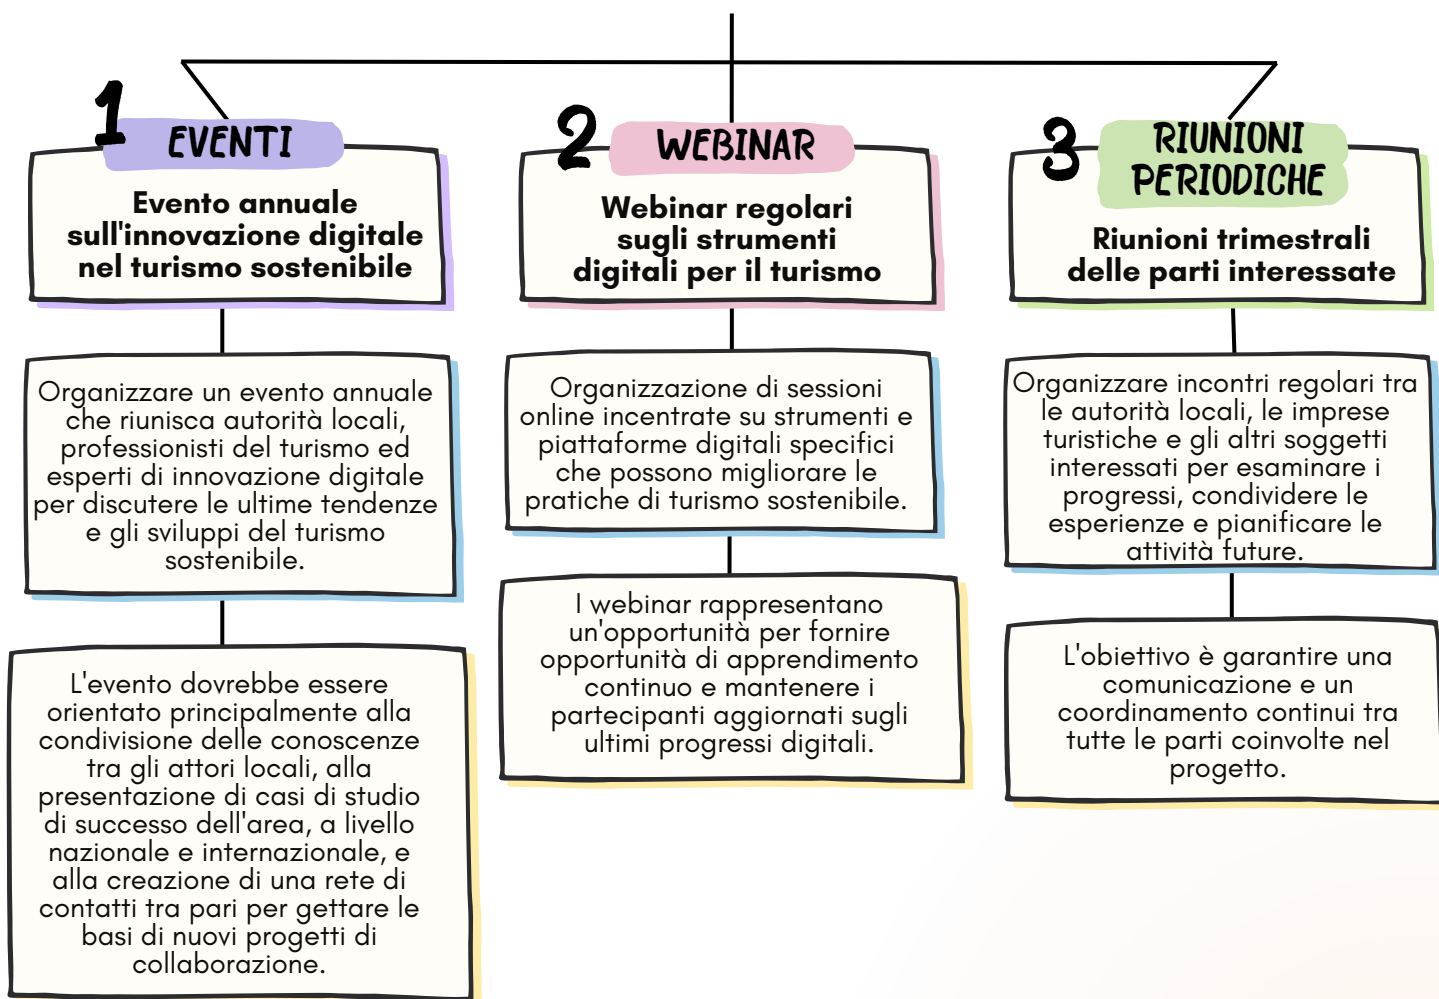 1
EVENTI
Evento annuale
sull'innovazione digitale
nel turismo sostenibile
Organizzare un evento annuale
che riunisca autorità locali,
professionisti del turismo ed
esperti di innovazione digitale
per discutere le ultime tendenze
e gli sviluppi del turismo
sostenibile.
L'evento dovrebbe essere
orientato principalmente alla
condivisione delle conoscenze
tra gli attori locali, alla
presentazione di casi di studio
di successo dell'area, a livello
nazionale e internazionale, e
alla creazione di una rete di
contatti tra pari per gettare le
basi di nuovi progetti di
collaborazione.
2
WEBINAR
Webinar regolari
sugli strumenti
digitali per il turismo
Organizzazione di sessioni
online incentrate su strumenti e
piattaforme digitali specifici
che possono migliorare le
pratiche di turismo sostenibile.
I webinar rappresentano
un'opportunità per fornire
opportunità di apprendimento
continuo e mantenere i
partecipanti aggiornati sugli
ultimi progressi digitali.
3
RIUNIONI
PERIODICHE
Riunioni trimestrali
delle parti interessate
Organizzare incontri regolari tra
le autorità locali, le imprese
turistiche e gli altri soggetti
interessati per esaminare i
progressi, condividere le
esperienze e pianificare le
attività future.
L'obiettivo è garantire una
comunicazione e un
coordinamento continui tra
tutte le parti coinvolte nel
progetto.